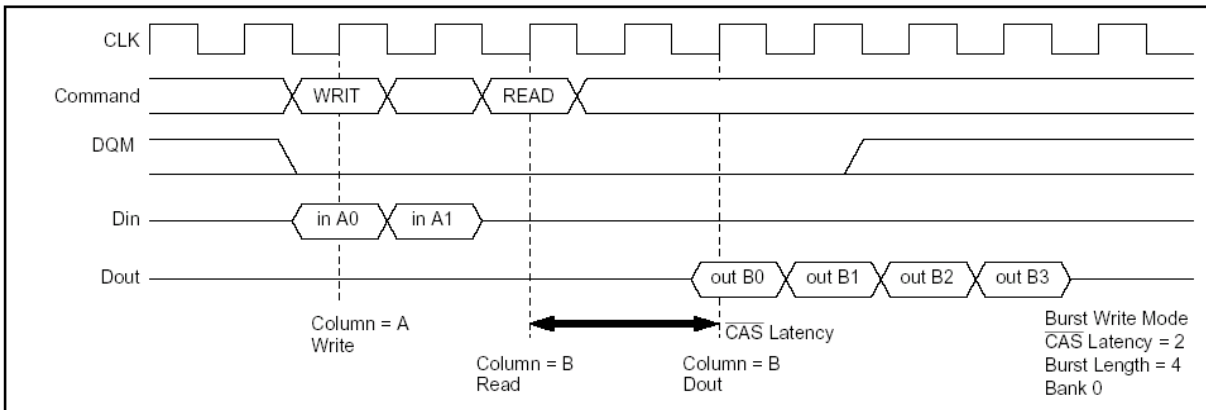 CLK
Command
WRIT
READ
DQM
Din
in A0
in A1
Dout
out B0
out B1
out B2
out B3
Column = A
Write
CAS Latency
Column = B
Read
Column = B
Dout
Burst Write Mode
CAS Latency = 2
Burst Length = 4
Bank 0